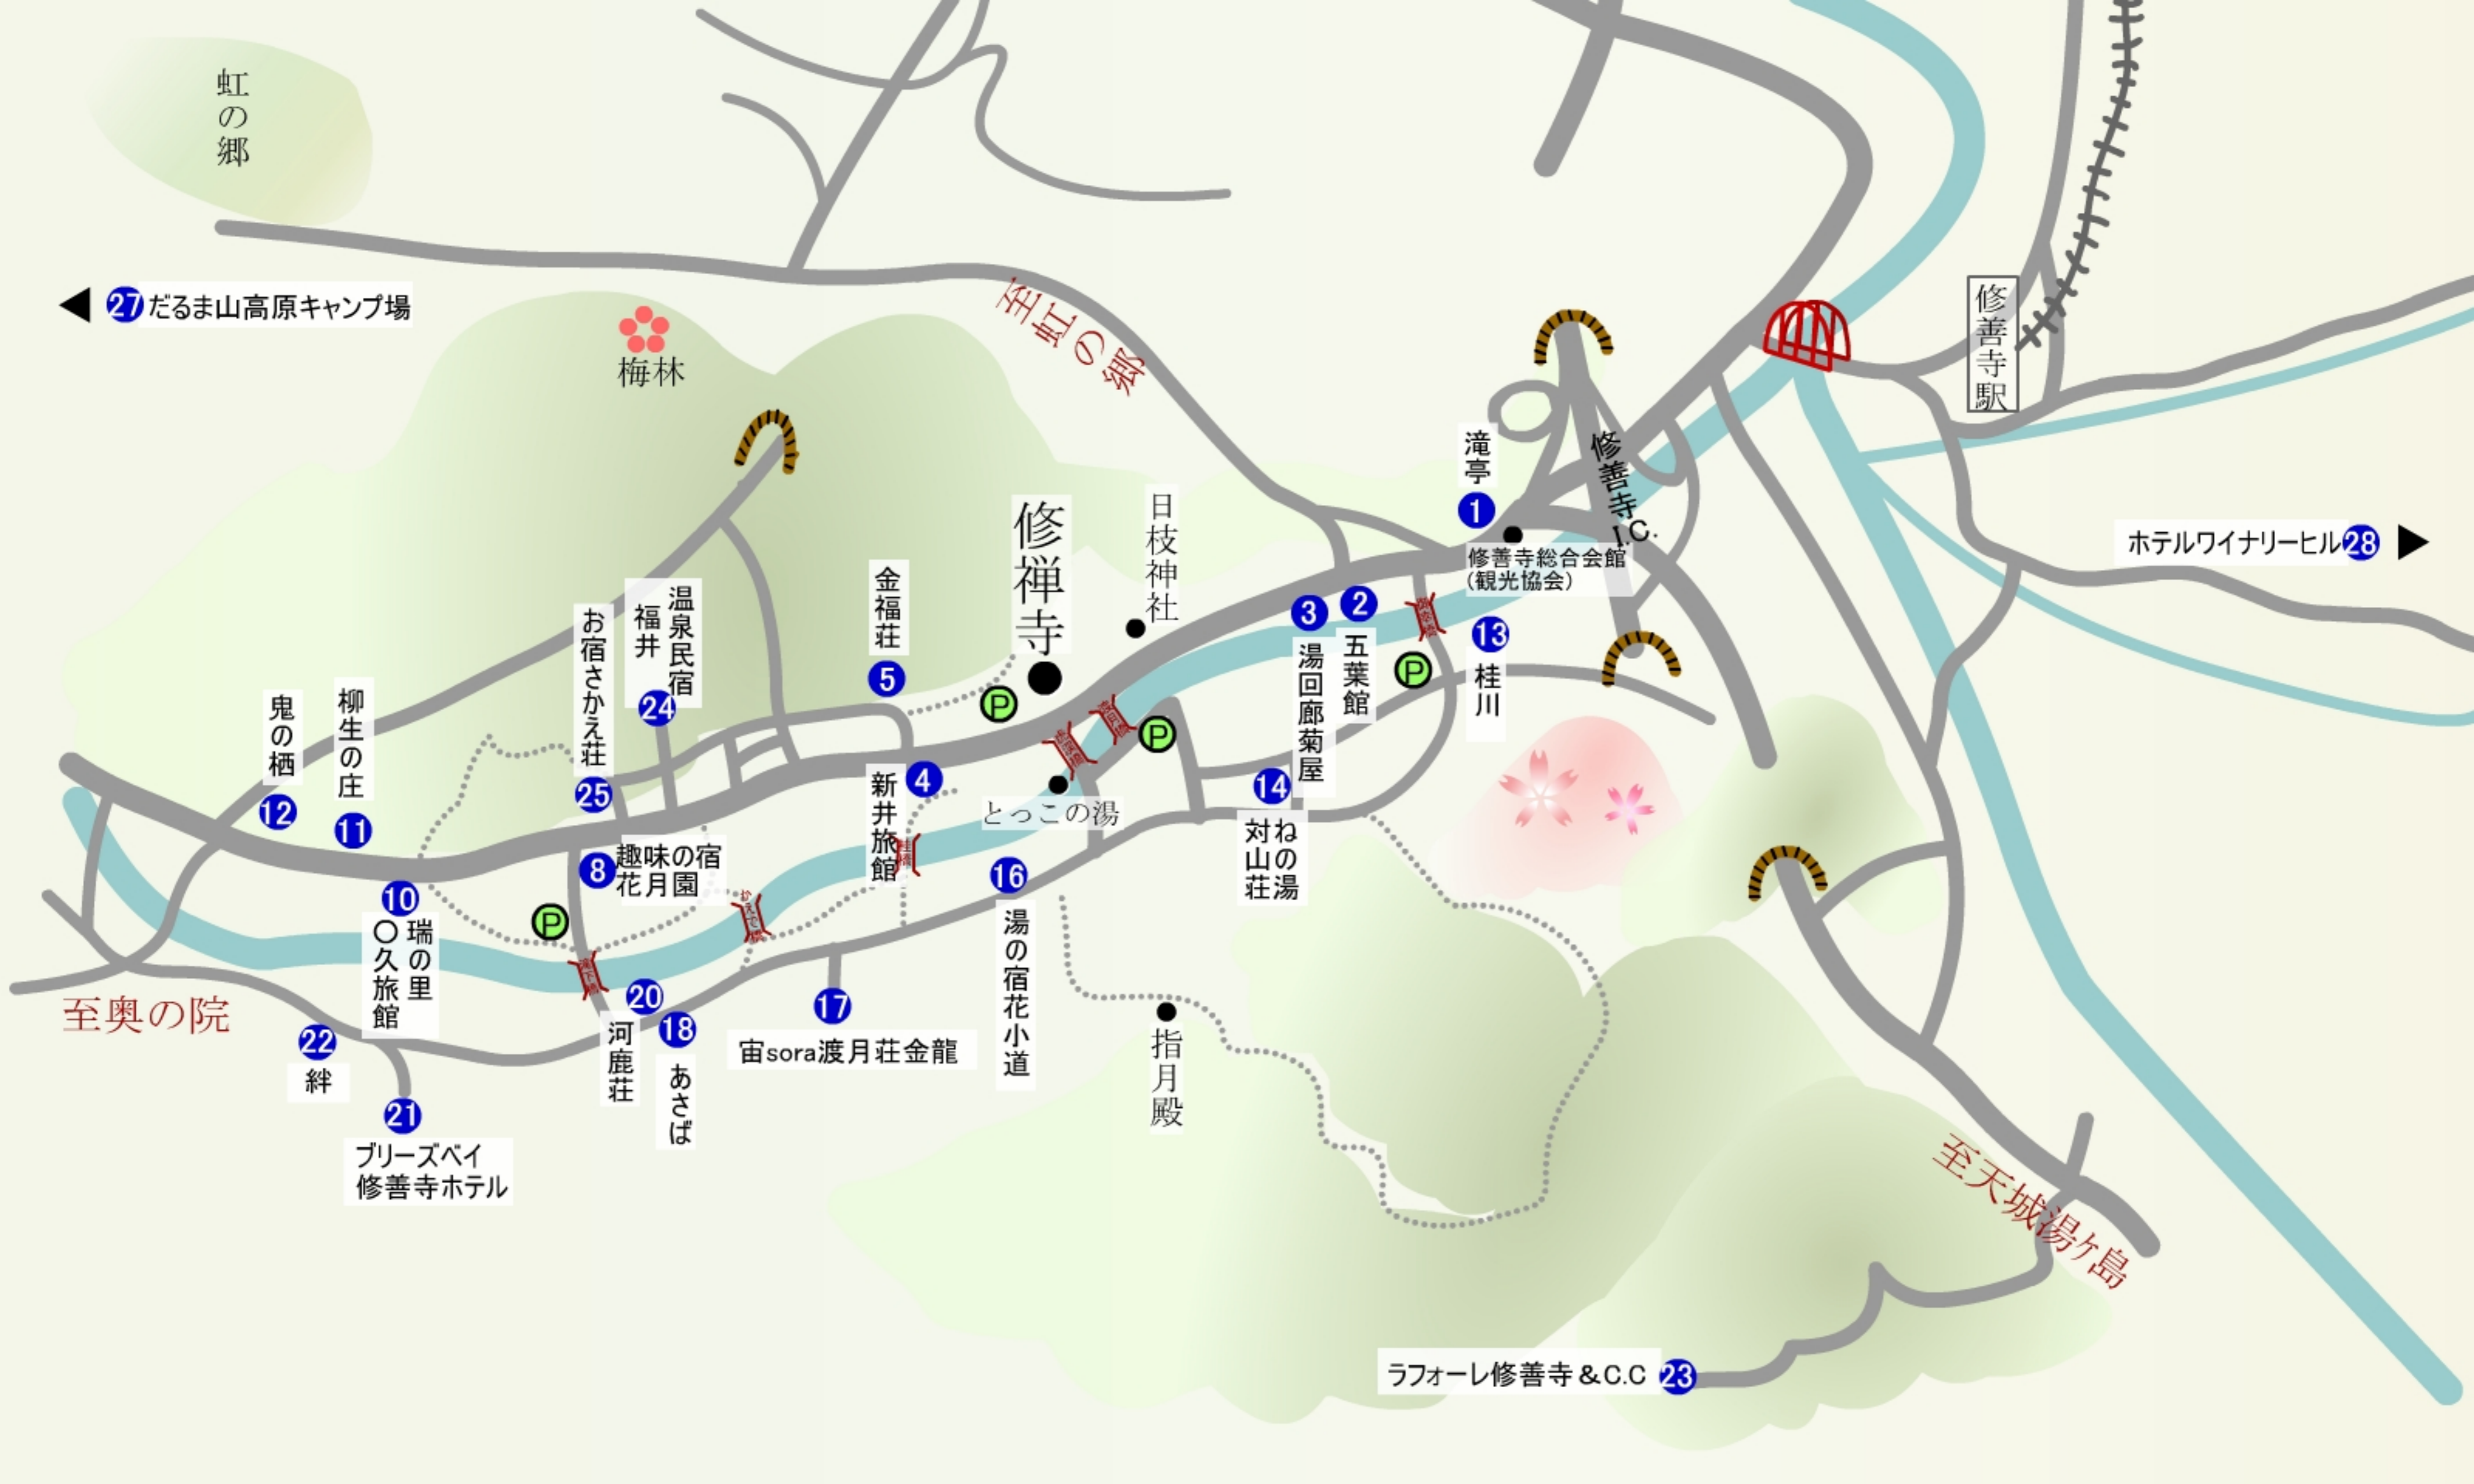 虹の郷
27 だるま山高原キャンプ場
梅林
至虹の郷
修善寺駅
滝亭
1
修善寺I.C.
修善寺総合会館
(観光協会)
ホテルワイナリーヒル 28
修禅寺
日枝神社
金福荘
5
温泉民宿
福井
24
お宿さかえ荘
25
柳生の庄
11
鬼の栖
12
3
湯回廊菊屋
2
五葉館
13
桂川
P
P
P
P
4
新井旅館
とっこの湯
14
ねの湯
対山荘
8
趣味の宿
花月園
16
湯の宿花小道
10
瑞の里
〇久旅館
桂橋
滝下橋
20
河鹿荘
18
あさば
17
宙sora渡月荘金龍
指月殿
至奥の院
22
絆
21
ブリーズベイ
修善寺ホテル
至天城湯ケ島
ラフォーレ修善寺&C.C 23